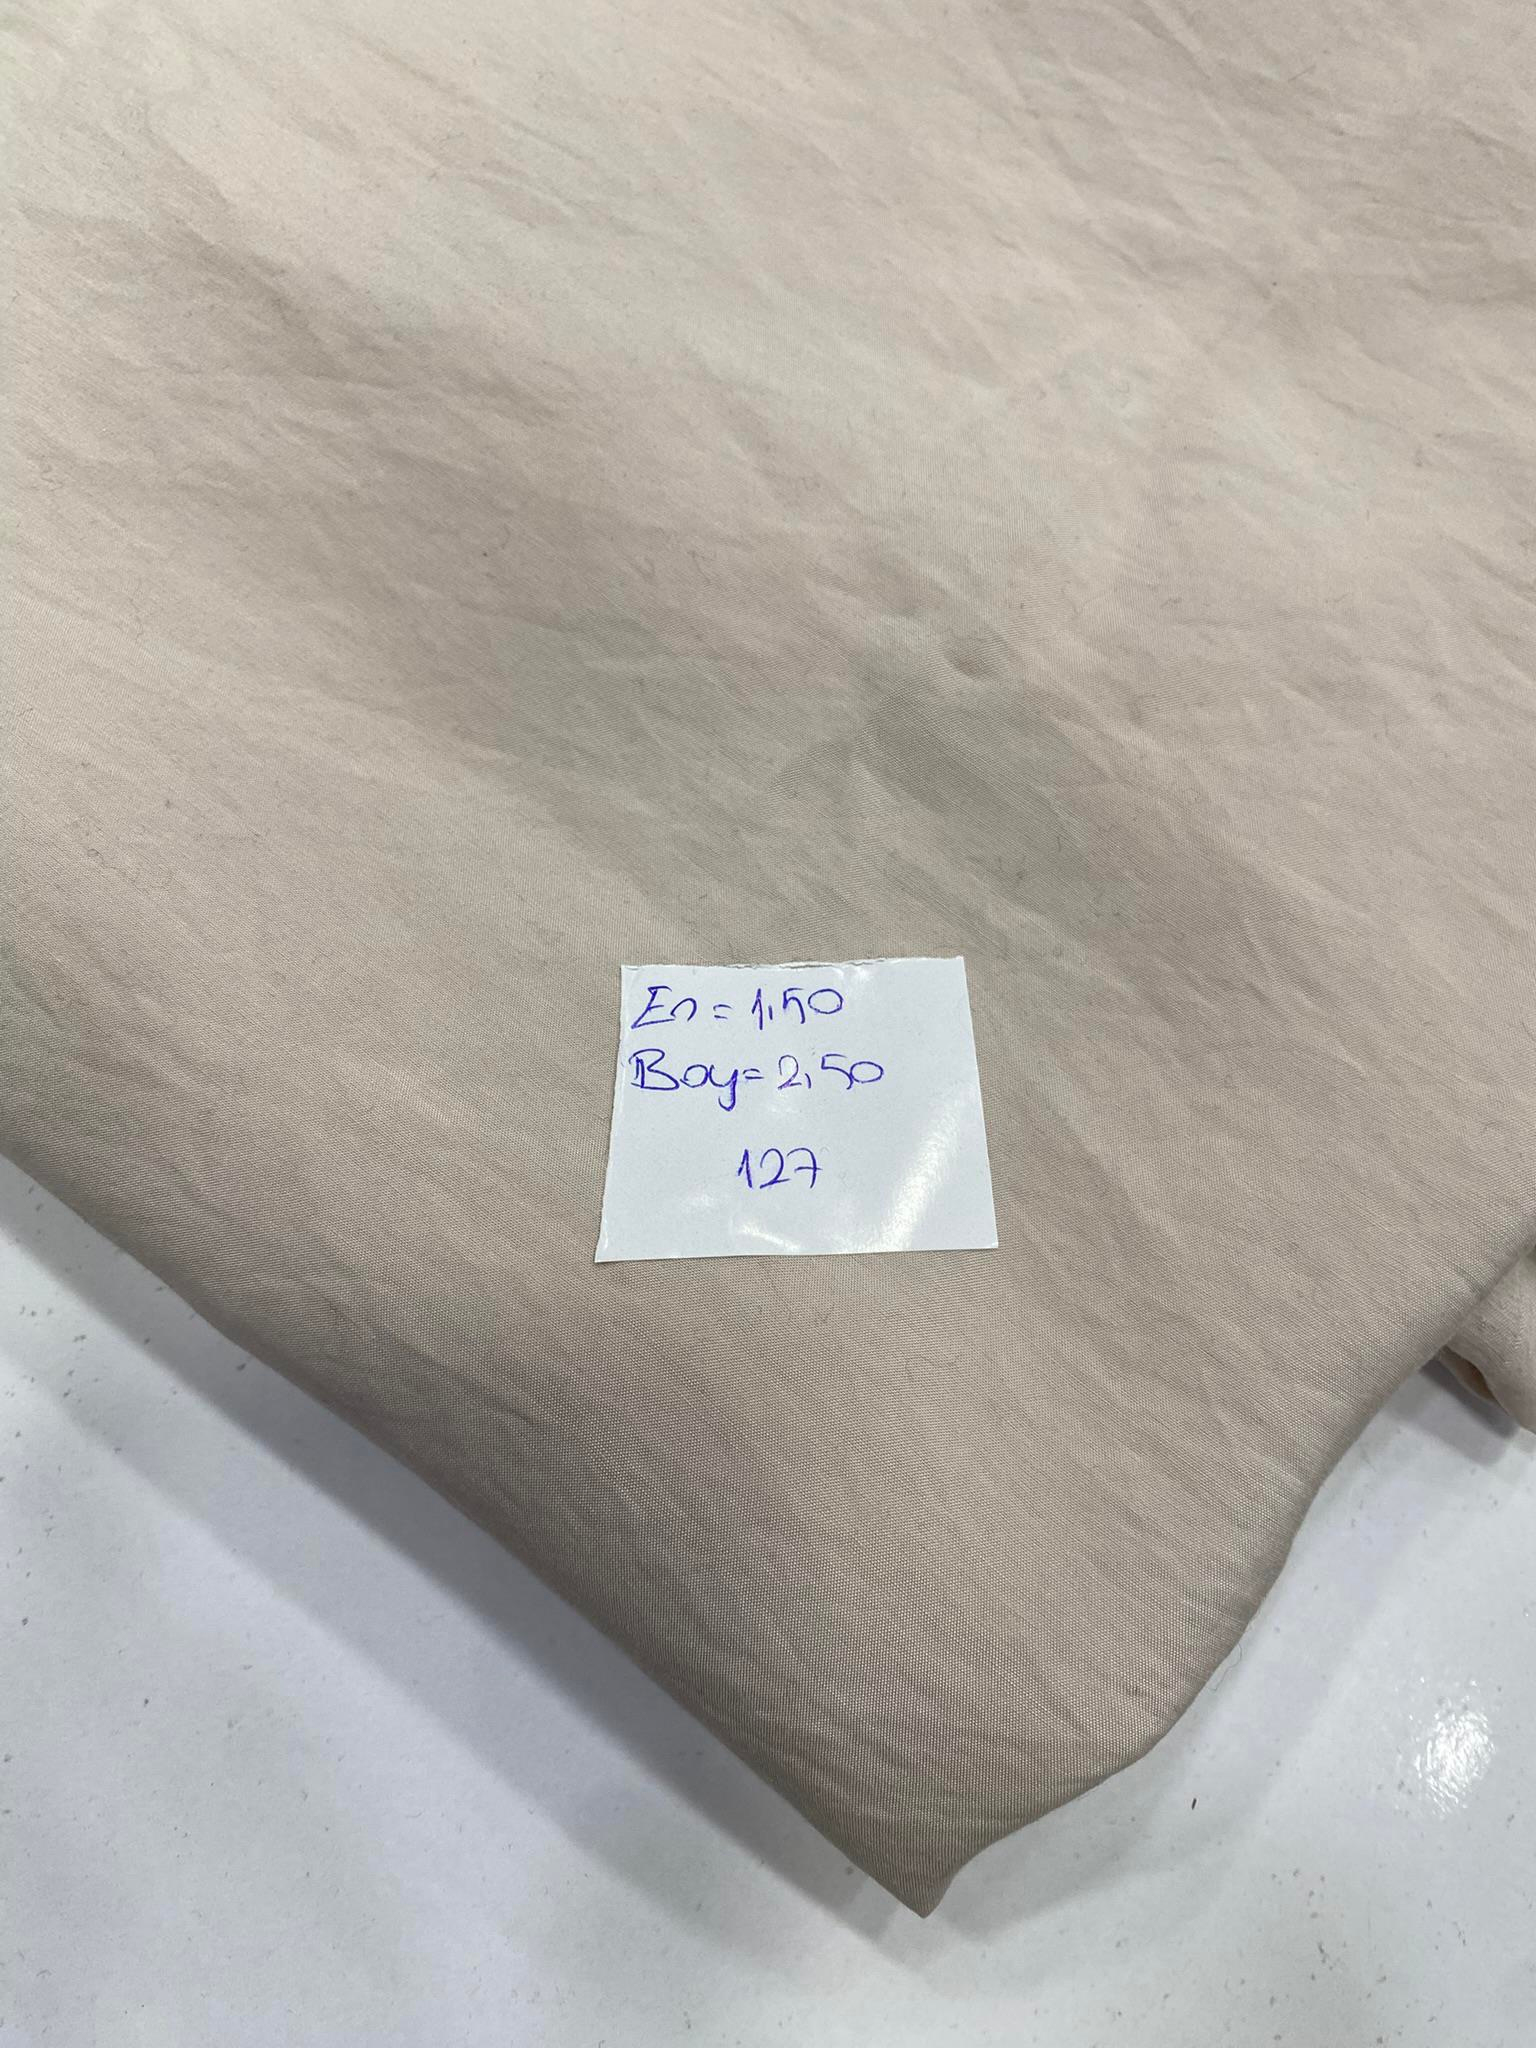 En = 1,50
Boy = 2,50
127